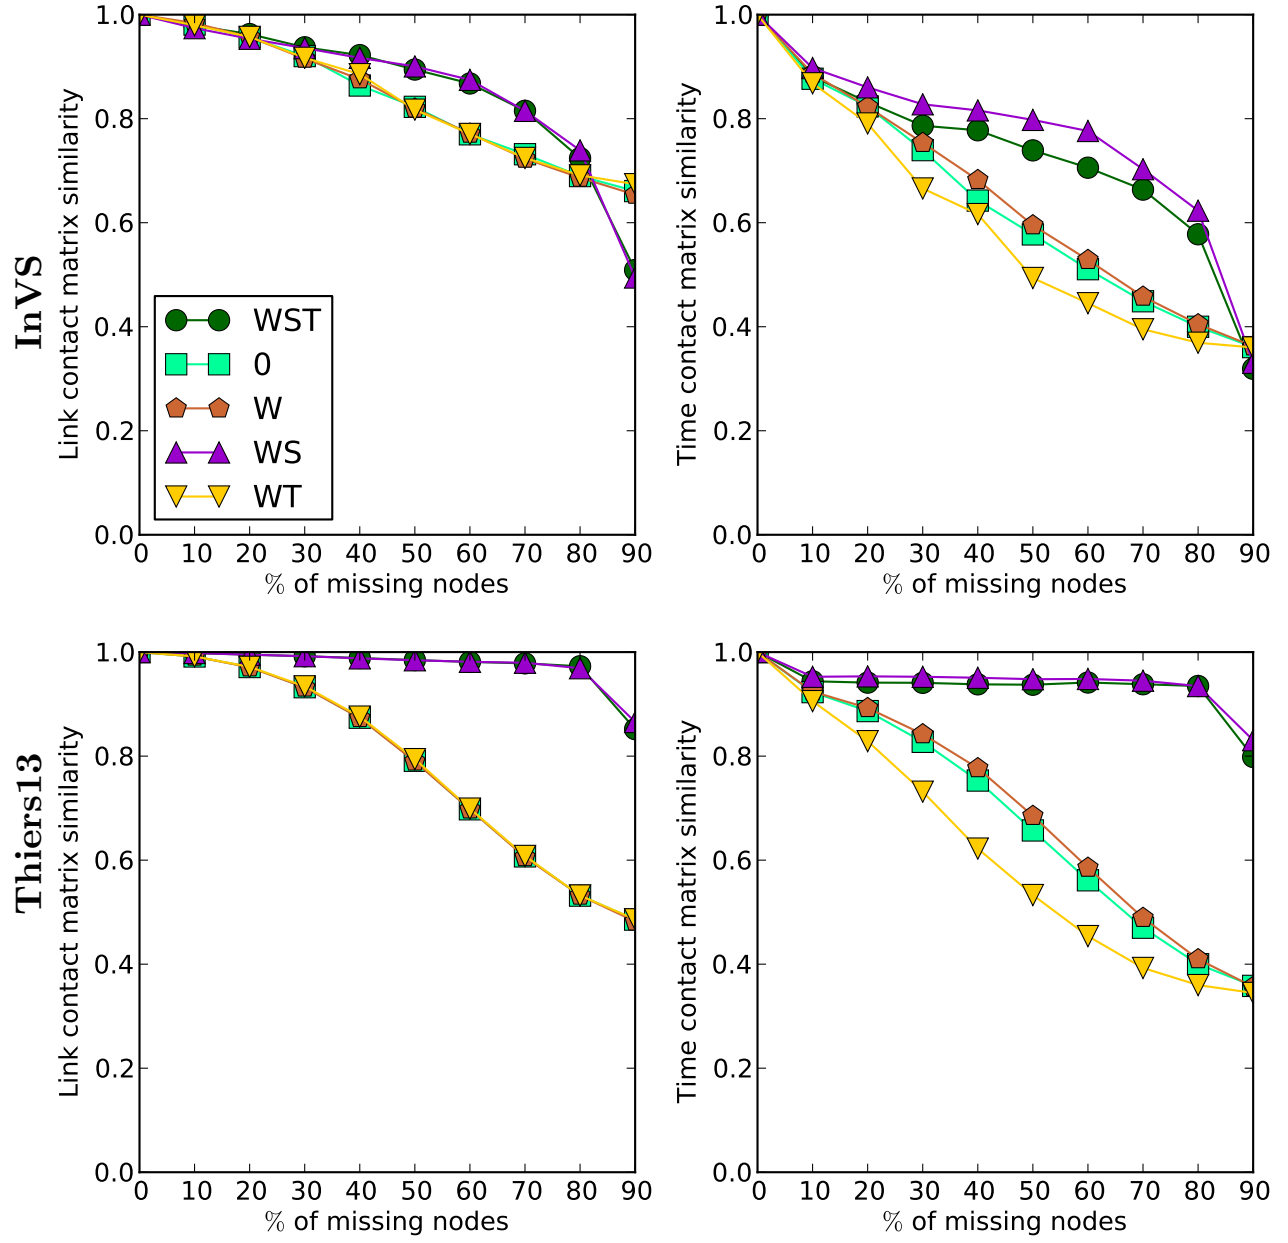 InVS
Link contact matrix similarity
1.0
0.8
0.6
0.4
0.2
0.0
WST
0
W
WS
WT
0 10 20 30 40 50 60 70 80 90
% of missing nodes
Time contact matrix similarity
1.0
0.8
0.6
0.4
0.2
0.0
0 10 20 30 40 50 60 70 80 90
% of missing nodes
Thiers13
Link contact matrix similarity
1.0
0.8
0.6
0.4
0.2
0.0
0 10 20 30 40 50 60 70 80 90
% of missing nodes
Time contact matrix similarity
1.0
0.8
0.6
0.4
0.2
0.0
0 10 20 30 40 50 60 70 80 90
% of missing nodes